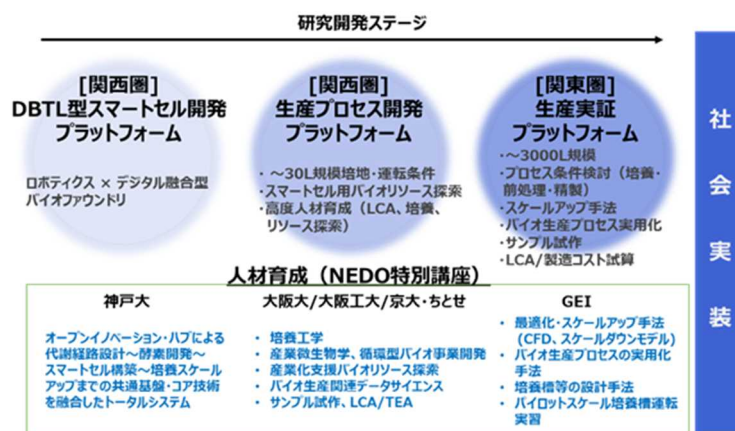 研究開発ステージ
[関西圏]
DBTL型スマートセル開発
プラットフォーム
ロボティクス × デジタル融合型
バイオファウンドリ
[関西圏]
生産プロセス開発
プラットフォーム
・～30L規模培地・運転条件
・スマートセル用バイオリソース探索
・高度人材育成（LCA、培養、
リソース探索）
[関東圏]
生産実証
プラットフォーム
・～3000L規模
・プロセス条件検討（培養・
前処理・精製）
・スケールアップ手法
・バイオ生産プロセス実用化
・サンプル試作
・LCA/製造コスト試算
社会実装
人材育成（NEDO特別講座）
神戸大
オープンイノベーション・ハブによる
代謝経路設計～酵素開発～
スマートセル構築～培養スケール
アップまでの共通基盤・コア技術
を融合したトータルシステム
大阪大/大阪工大/京大・ちとせ
• 培養工学
• 産業微生物学、循環型バイオ事業開発
• 産業化支援バイオリソース探索
• バイオ生産関連データサイエンス
• サンプル試作、LCA/TEA
GEI
• 最適化・スケールアップ手法
(CFD、スケールダウンモデル)
• バイオ生産プロセスの実用化
手法
• 培養槽等の設計手法
• パイロットスケール培養槽運転
実習